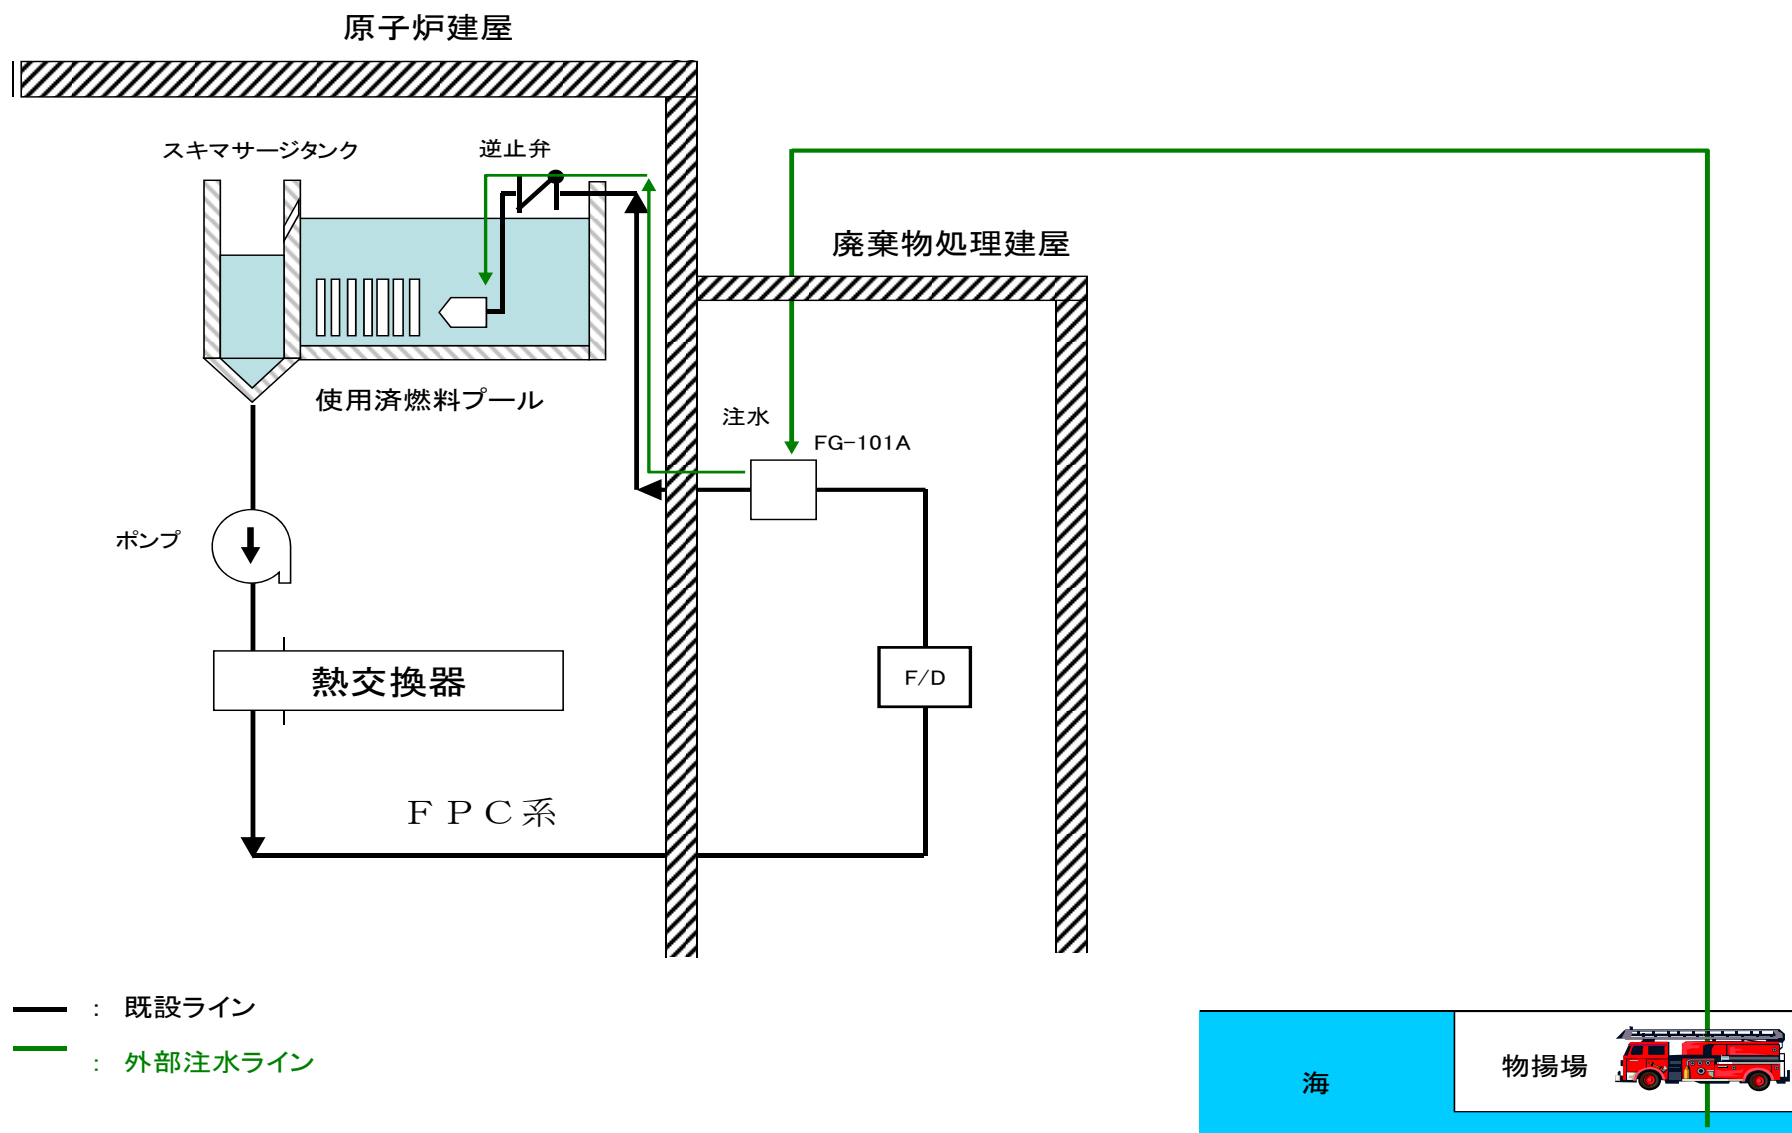 原子炉建屋
スキマサージタンク
逆止弁
廃棄物処理建屋
使用済燃料プール
注水
FG-101A
ポンプ
熱交換器
F/D
ＦＰＣ系
： 既設ライン
： 外部注水ライン
物揚場
海